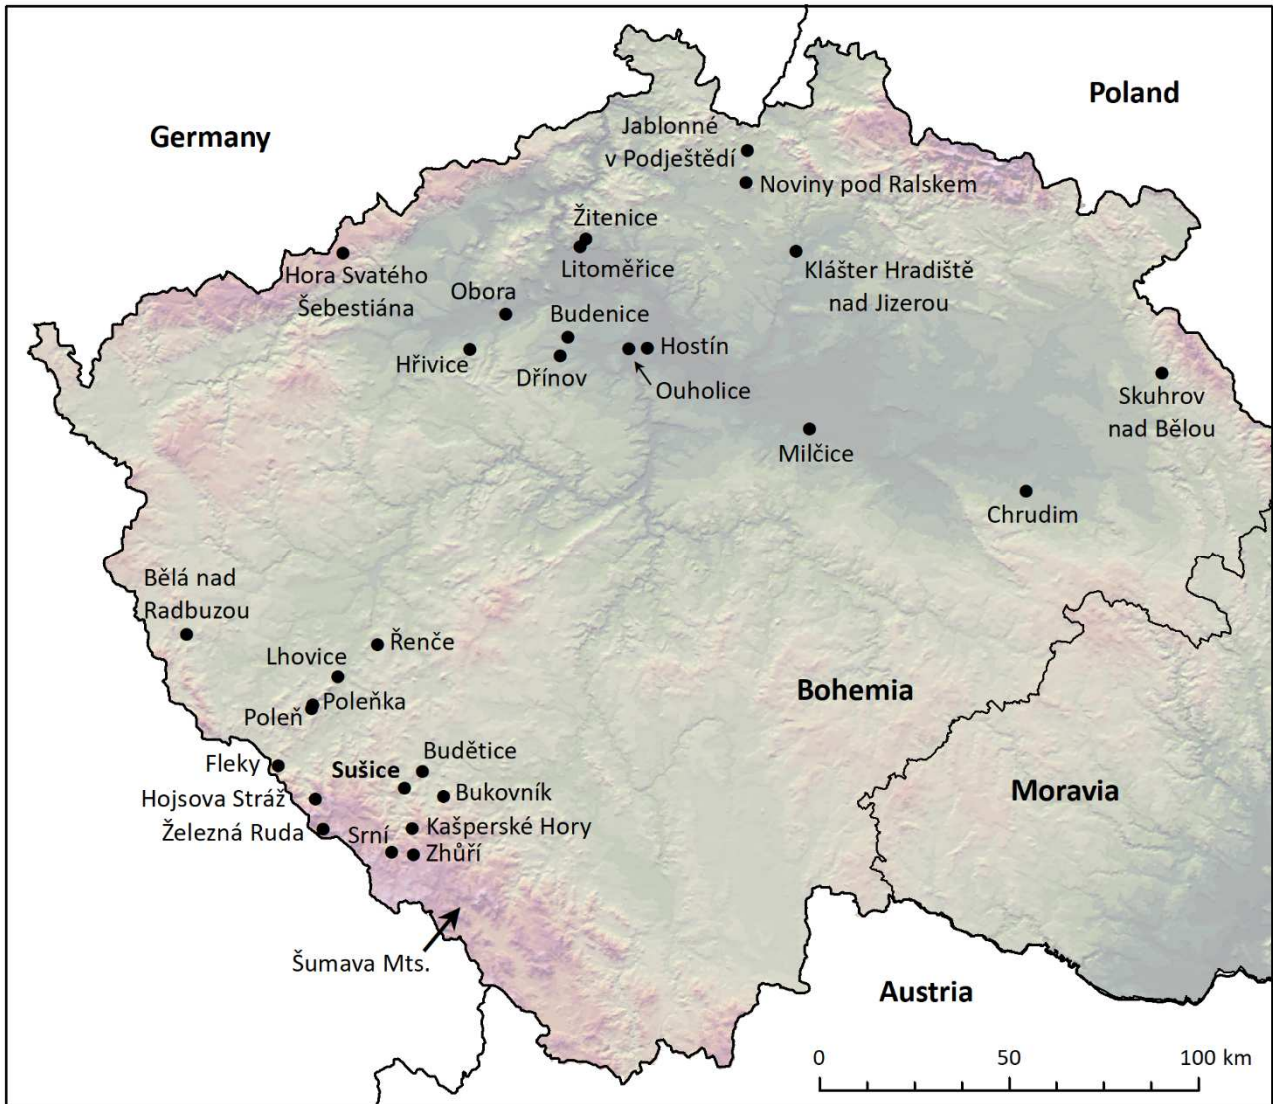 Poland
Germany
Jablonné
v Podještědí
Noviny pod Ralskem
Žitenice
Litoměřice
Klášter Hradiště
nad Jizerou
Hora Svatého
Šebestiána
Obora
Budenice
Hřivice
Dřínov
Hostín
Ouholice
Skuhrov
nad Bělou
Milčice
Chrudim
Bělá nad
Radbuzou
Řenče
Lhovice
Poleňka
Poleň
Bohemia
Fleky
Sušice
Budětice
Moravia
Hojsova Stráž
Bukovník
Železná Ruda
Srní
Kašperské Hory
Zhůří
Šumava Mts.
Austria
0 50 100 km